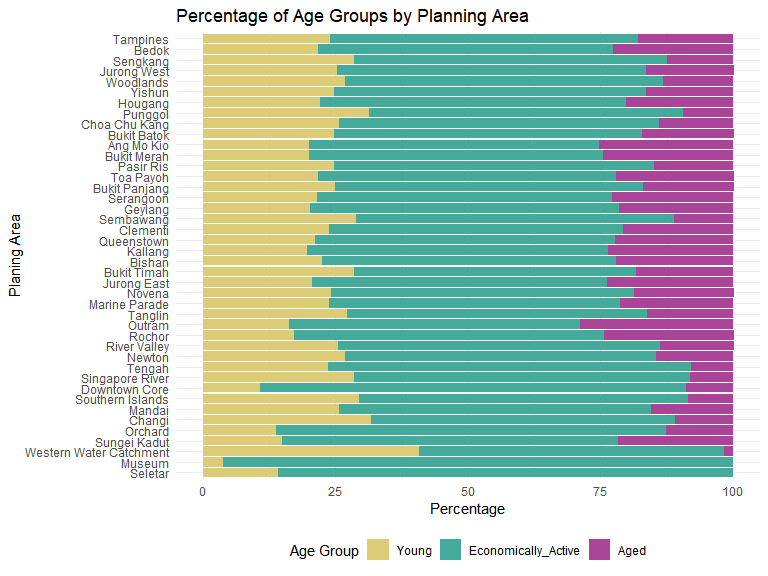 Percentage of Age Groups by Planning Area
Planing Area
Tampines
Bedok
Sengkang
Jurong West
Woodlands
Yishun
Hougang
Punggol
Choa Chu Kang
Bukit Batok
Ang Mo Kio
Bukit Merah
Pasir Ris
Toa Payoh
Bukit Panjang
Serangoon
Geylang
Sembawang
Clementi
Queenstown
Kallang
Bishan
Bukit Timah
Jurong East
Novena
Marine Parade
Tanglin
Outram
Rochor
River Valley
Newton
Tengah
Singapore River
Downtown Core
Southern Islands
Mandai
Changi
Orchard
Sungei Kadut
Western Water Catchment
Museum
Seletar
0 25 50 75 100
Percentage
Age Group Young Economically_Active Aged